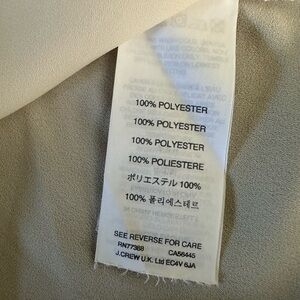 100% POLYESTER
100% POLYESTER
100% POLYESTER
100% POLIESTERE
ポリエステル 100%
100% 폴리에스테르
SEE REVERSE FOR CARE
RN77388 CA56445
J.CREW U.K. Ltd EC4V 6JA